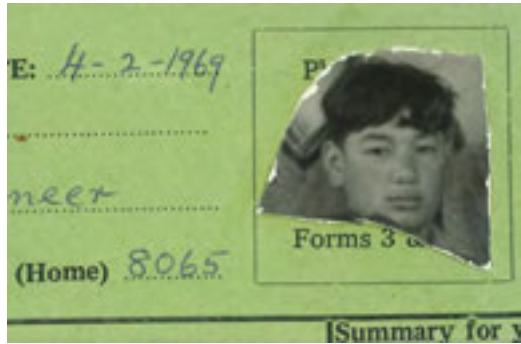 E: 4-2-1969
neer
Forms 3 &
(Home) 8065
[Summary for y